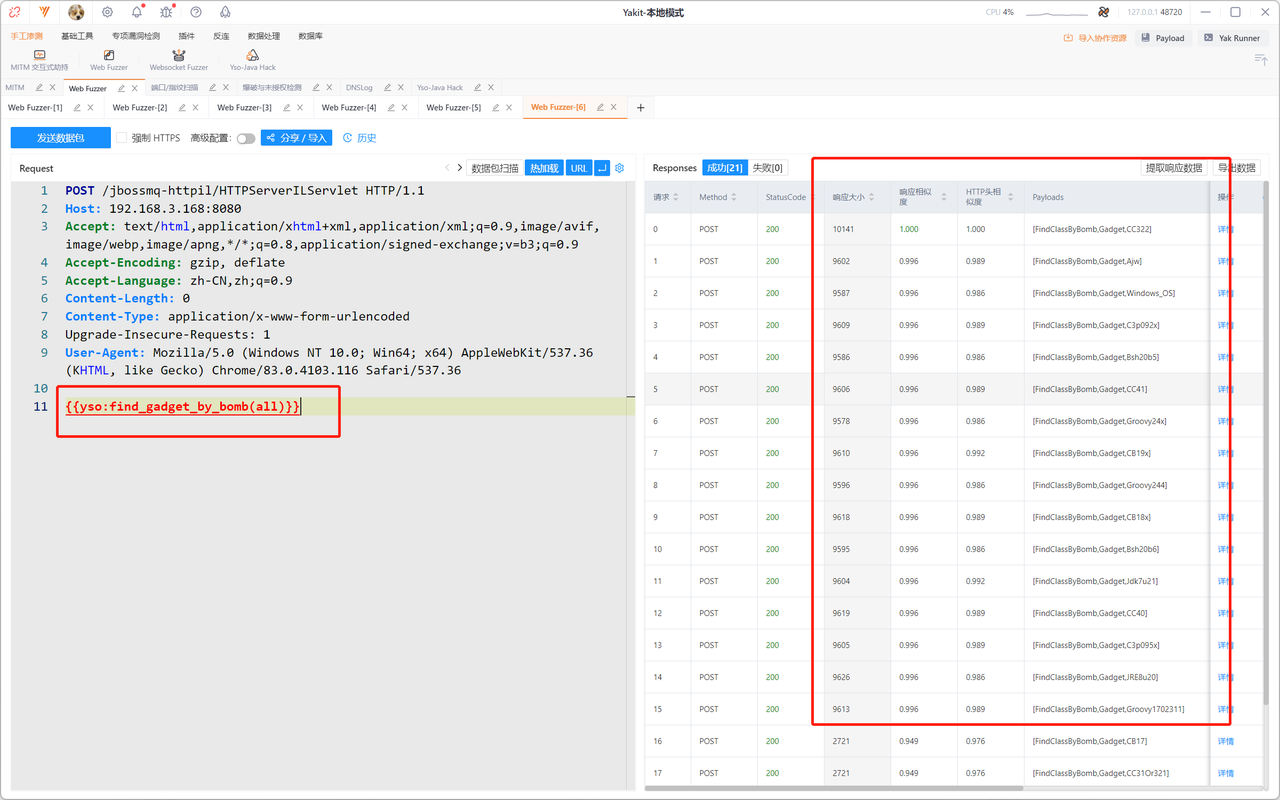 Yakit-本地模式
CPU 4%
127.0.0.1 48720
手工渗透 基础工具 专项漏洞检测 插件 反连 数据处理 数据库
导入协作资源 Payload Yak Runner
MITM 交互式劫持 Web Fuzzer Websocket Fuzzer Yso-Java Hack
MITM Web Fuzzer 端口/指纹扫描 爆破与未授权检测 DNSLog Yso-Java Hack
Web Fuzzer-[1] Web Fuzzer-[2] Web Fuzzer-[3] Web Fuzzer-[4] Web Fuzzer-[5] Web Fuzzer-[6]
发送数据包 强制 HTTPS 高级配置: 分享 / 导入 历史
Request 数据包扫描 热加载 URL
1 POST /jbossmq-httpil/HTTPServerILServlet HTTP/1.1
2 Host: 192.168.3.168:8080
3 Accept: text/html,application/xhtml+xml,application/xml;q=0.9,image/avif,
image/webp,image/apng,*/*;q=0.8,application/signed-exchange;v=b3;q=0.9
4 Accept-Encoding: gzip, deflate
5 Accept-Language: zh-CN,zh;q=0.9
6 Content-Length: 0
7 Content-Type: application/x-www-form-urlencoded
8 Upgrade-Insecure-Requests: 1
9 User-Agent: Mozilla/5.0 (Windows NT 10.0; Win64; x64) AppleWebKit/537.36
(KHTML, like Gecko) Chrome/83.0.4103.116 Safari/537.36
10
11 {{yso:find_gadget_by_bomb(all)}}
Responses 成功[21] 失败[0] 提取响应数据 导出数据
请求 Method StatusCode 响应大小 响应相似度 HTTP头相似度 Payloads 操作
0 POST 200 10141 1.000 1.000 [FindClassByBomb,Gadget,CC322] 详情
1 POST 200 9602 0.996 0.989 [FindClassByBomb,Gadget,Ajw] 详情
2 POST 200 9587 0.996 0.986 [FindClassByBomb,Gadget,Windows_OS] 详情
3 POST 200 9609 0.996 0.989 [FindClassByBomb,Gadget,C3p092x] 详情
4 POST 200 9586 0.996 0.986 [FindClassByBomb,Gadget,Bsh20b5] 详情
5 POST 200 9606 0.996 0.989 [FindClassByBomb,Gadget,CC41] 详情
6 POST 200 9578 0.996 0.986 [FindClassByBomb,Gadget,Groovy24x] 详情
7 POST 200 9610 0.996 0.992 [FindClassByBomb,Gadget,CB19x] 详情
8 POST 200 9596 0.996 0.986 [FindClassByBomb,Gadget,Groovy244] 详情
9 POST 200 9618 0.996 0.989 [FindClassByBomb,Gadget,CB18x] 详情
10 POST 200 9595 0.996 0.986 [FindClassByBomb,Gadget,Bsh20b6] 详情
11 POST 200 9604 0.996 0.992 [FindClassByBomb,Gadget,Jdk7u21] 详情
12 POST 200 9619 0.996 0.989 [FindClassByBomb,Gadget,CC40] 详情
13 POST 200 9605 0.996 0.989 [FindClassByBomb,Gadget,C3p095x] 详情
14 POST 200 9626 0.996 0.986 [FindClassByBomb,Gadget,JRE8u20] 详情
15 POST 200 9613 0.996 0.989 [FindClassByBomb,Gadget,Groovy1702311] 详情
16 POST 200 2721 0.949 0.976 [FindClassByBomb,Gadget,CB17] 详情
17 POST 200 2721 0.949 0.976 [FindClassByBomb,Gadget,CC31Or321] 详情